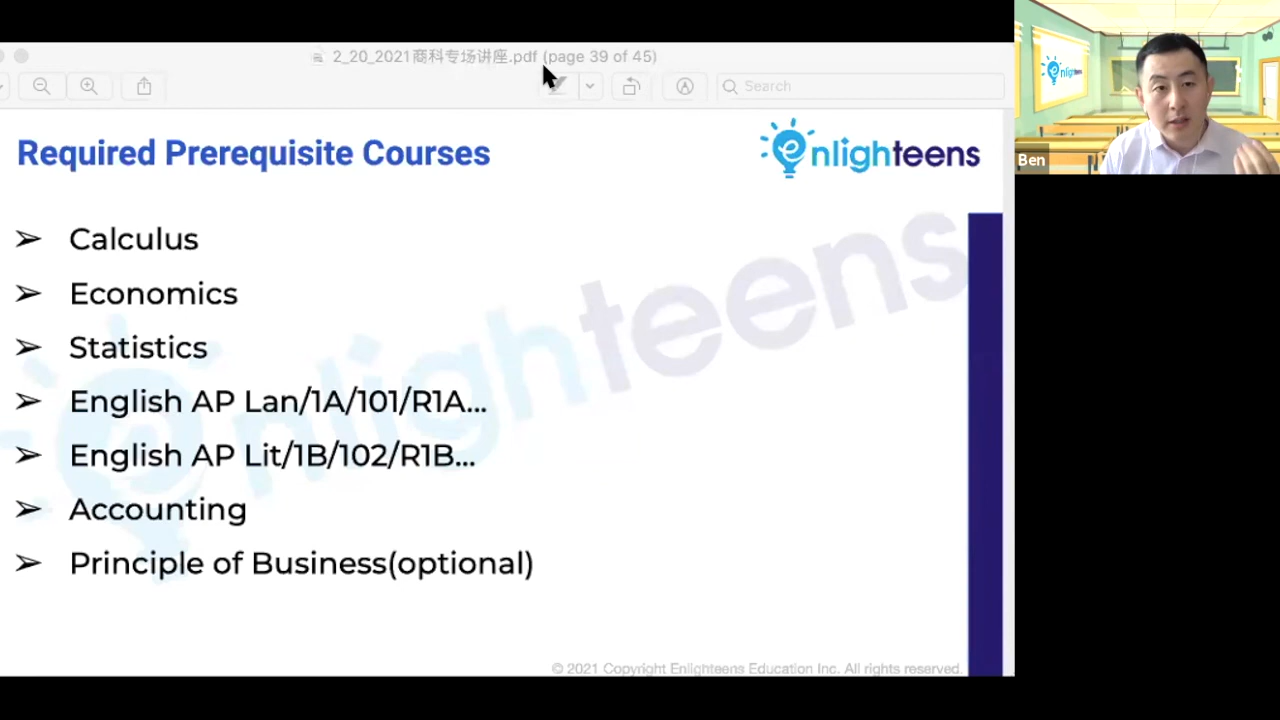 2_20_2021商科专场讲座.pdf (page 39 of 45)
Search
Required Prerequisite Courses
enlighteens
➢ Calculus
➢ Economics
➢ Statistics
➢ English AP Lan/1A/101/R1A...
➢ English AP Lit/1B/102/R1B...
➢ Accounting
➢ Principle of Business(optional)
enlighteens
© 2021 Copyright Enlighteens Education Inc. All rights reserved.
Ben